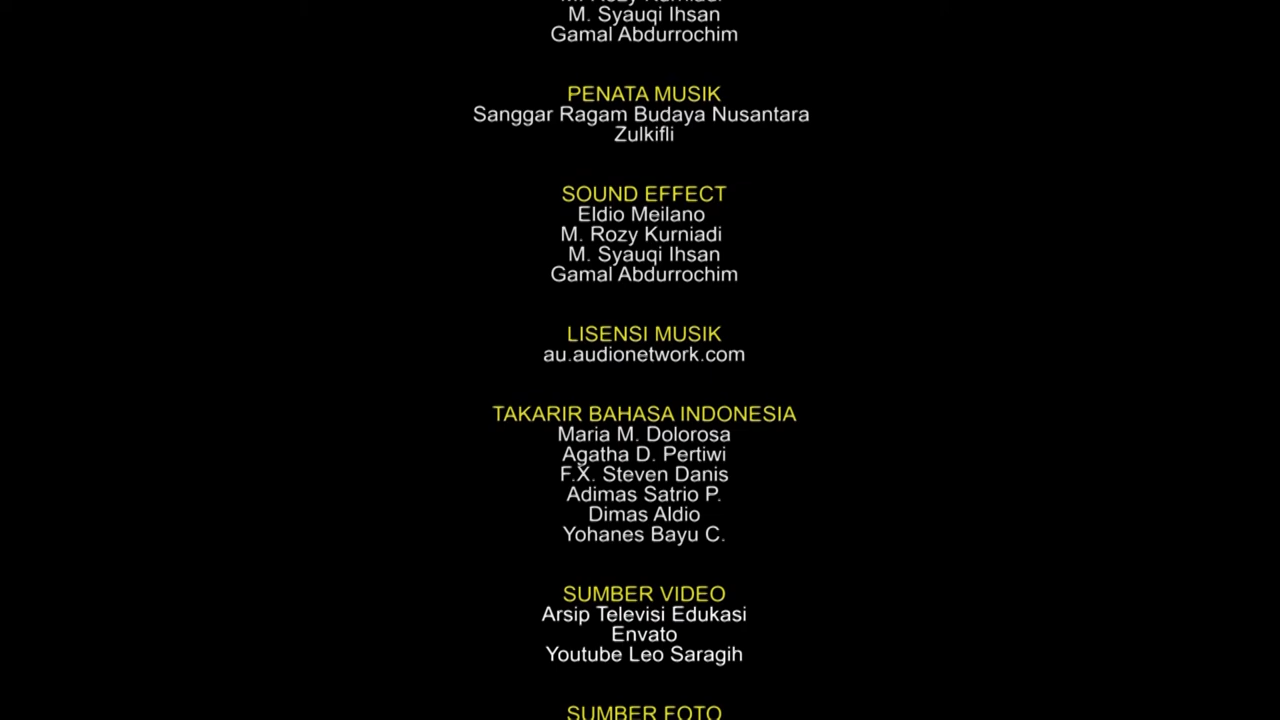 M. Rozy Kurniadi
M. Syauqi Ihsan
Gamal Abdurrochim
PENATA MUSIK
Sanggar Ragam Budaya Nusantara
Zulkifli
SOUND EFFECT
Eldio Meilano
M. Rozy Kurniadi
M. Syauqi Ihsan
Gamal Abdurrochim
LISENSI MUSIK
au.audionetwork.com
TAKARIR BAHASA INDONESIA
Maria M. Dolorosa
Agatha D. Pertiwi
F.X. Steven Danis
Adimas Satrio P.
Dimas Aldio
Yohanes Bayu C.
SUMBER VIDEO
Arsip Televisi Edukasi
Envato
Youtube Leo Saragih
SUMBER FOTO